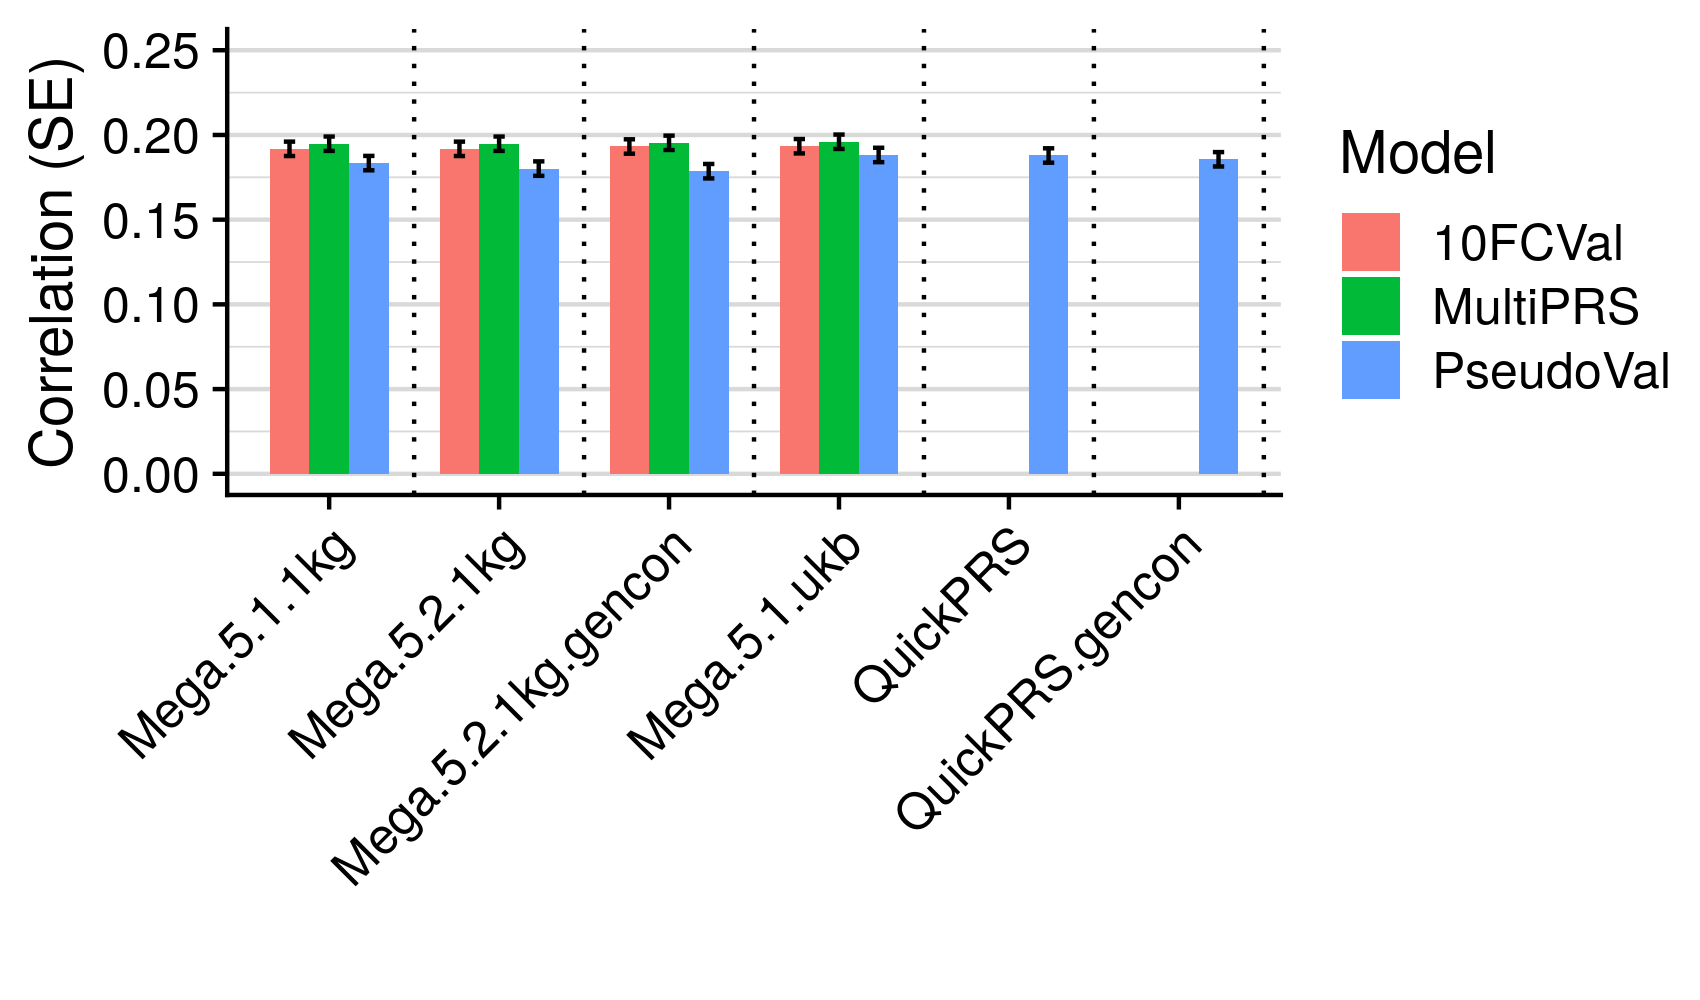 Correlation (SE)
0.25
0.20
0.15
0.10
0.05
0.00
Mega.5.1.1kg
Mega.5.2.1kg
Mega.5.2.1kg.gencon
Mega.5.1.ukb
QuickPRS
QuickPRS.gencon
Model
10FCVal
MultiPRS
PseudoVal